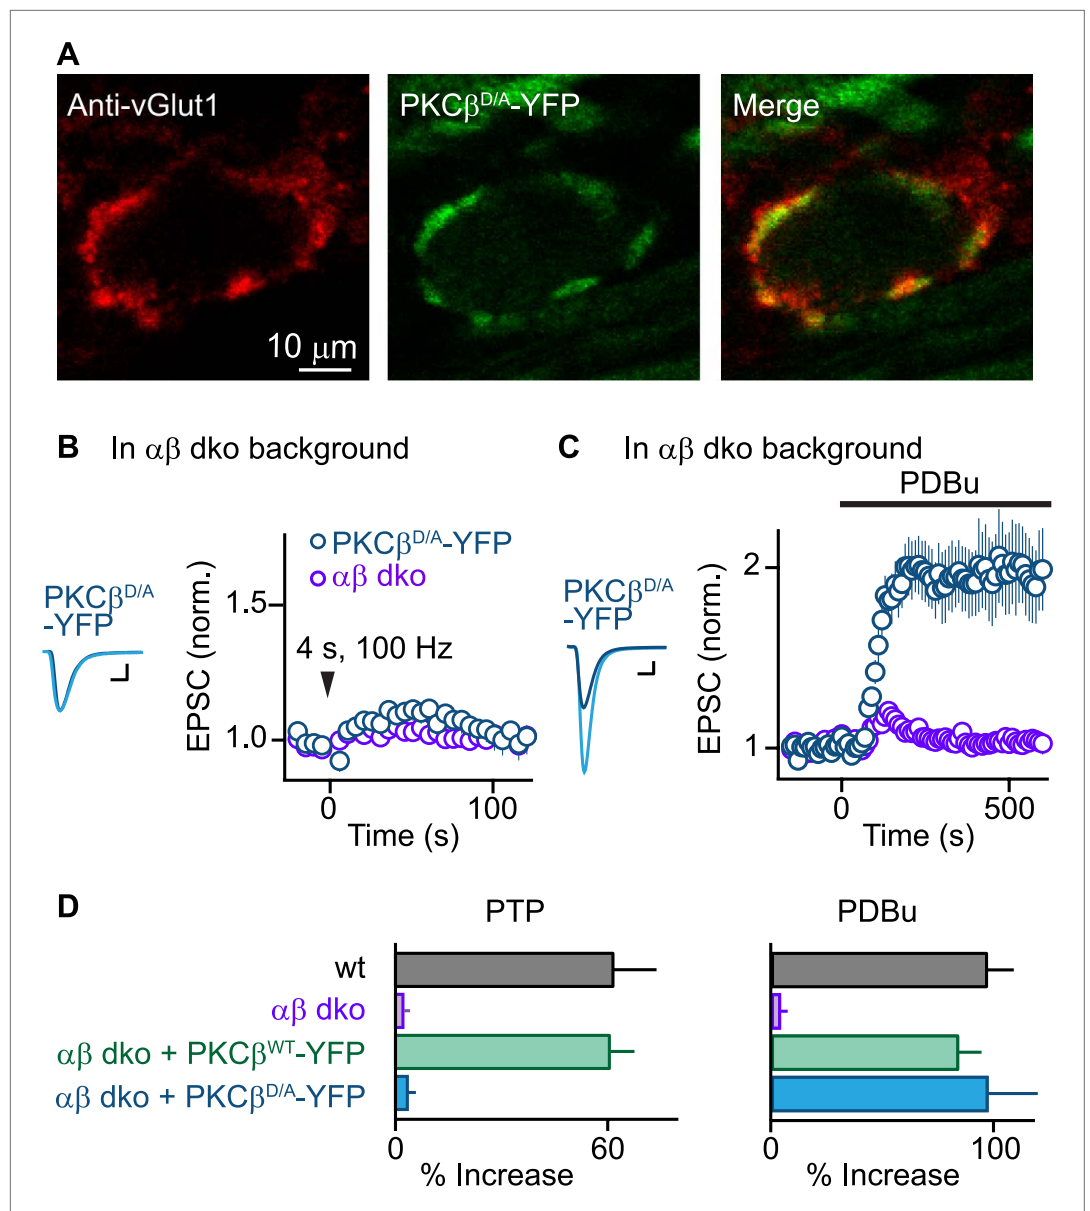 A
Anti-vGlut1
PKCβD/A-YFP
Merge
10 μm
B In αβ dko background
C In αβ dko background
PKCβD/A
-YFP
EPSC (norm.)
1.5
1.0
PKCβD/A-YFP
αβ dko
4 s, 100 Hz
0 100
Time (s)
PDBu
PKCβD/A
-YFP
EPSC (norm.)
2
1
0 500
Time (s)
D
PTP
PDBu
wt
αβ dko
αβ dko + PKCβWT-YFP
αβ dko + PKCβD/A-YFP
0 60
% Increase
0 100
% Increase